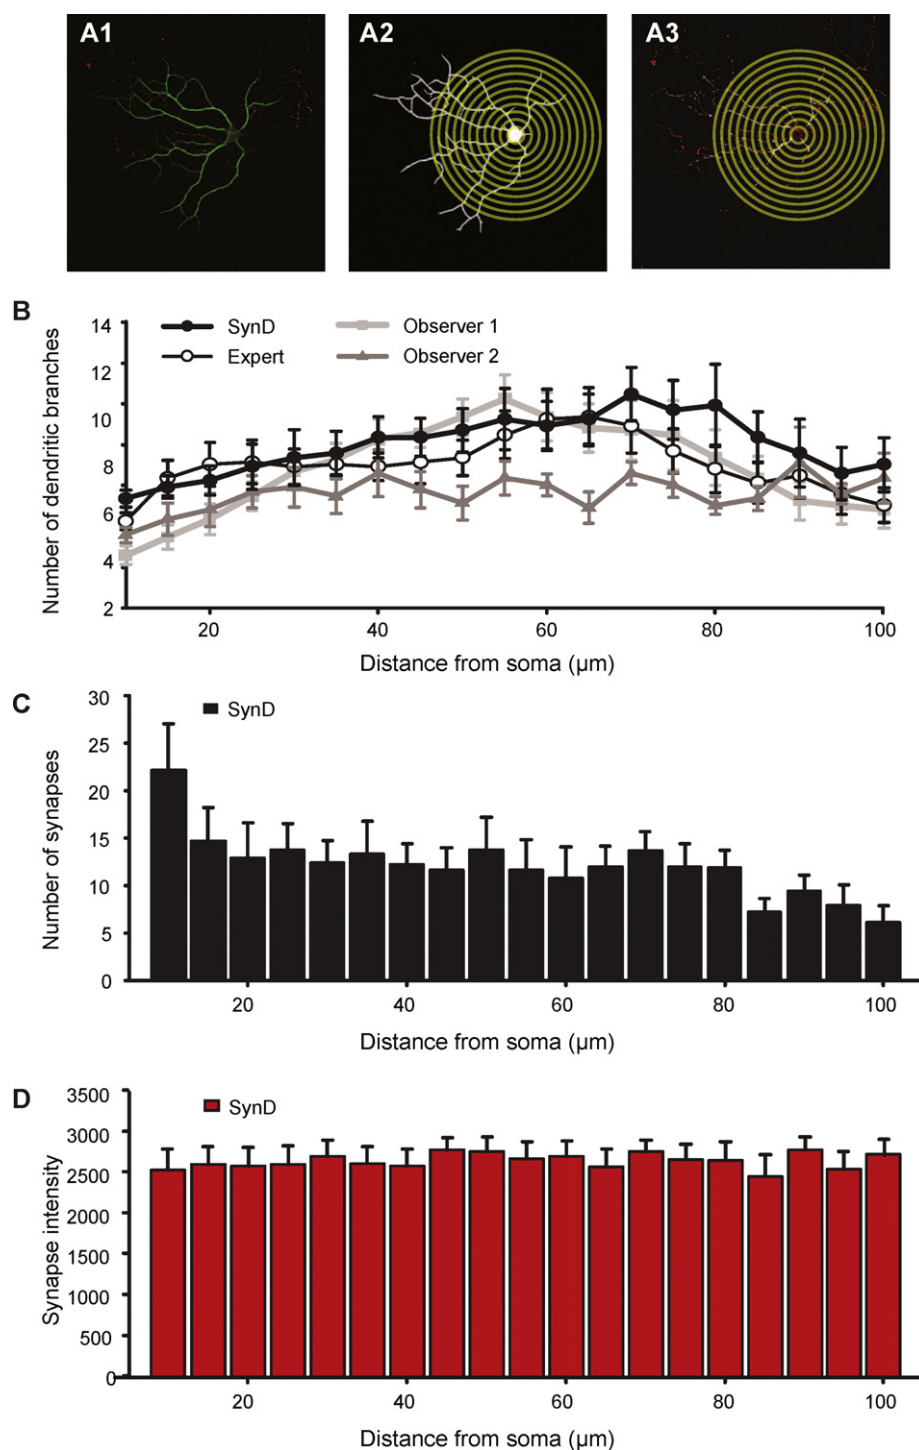 A1
A2
A3
B
Number of dendritic branches
14
12
10
8
6
4
2
SynD
Expert
Observer 1
Observer 2
20
40
60
80
100
Distance from soma (µm)
C
Number of synapses
30
25
20
15
10
5
0
SynD
20
40
60
80
100
Distance from soma (µm)
D
Synapse intensity
3500
3000
2500
2000
1500
1000
500
0
SynD
20
40
60
80
100
Distance from soma (µm)